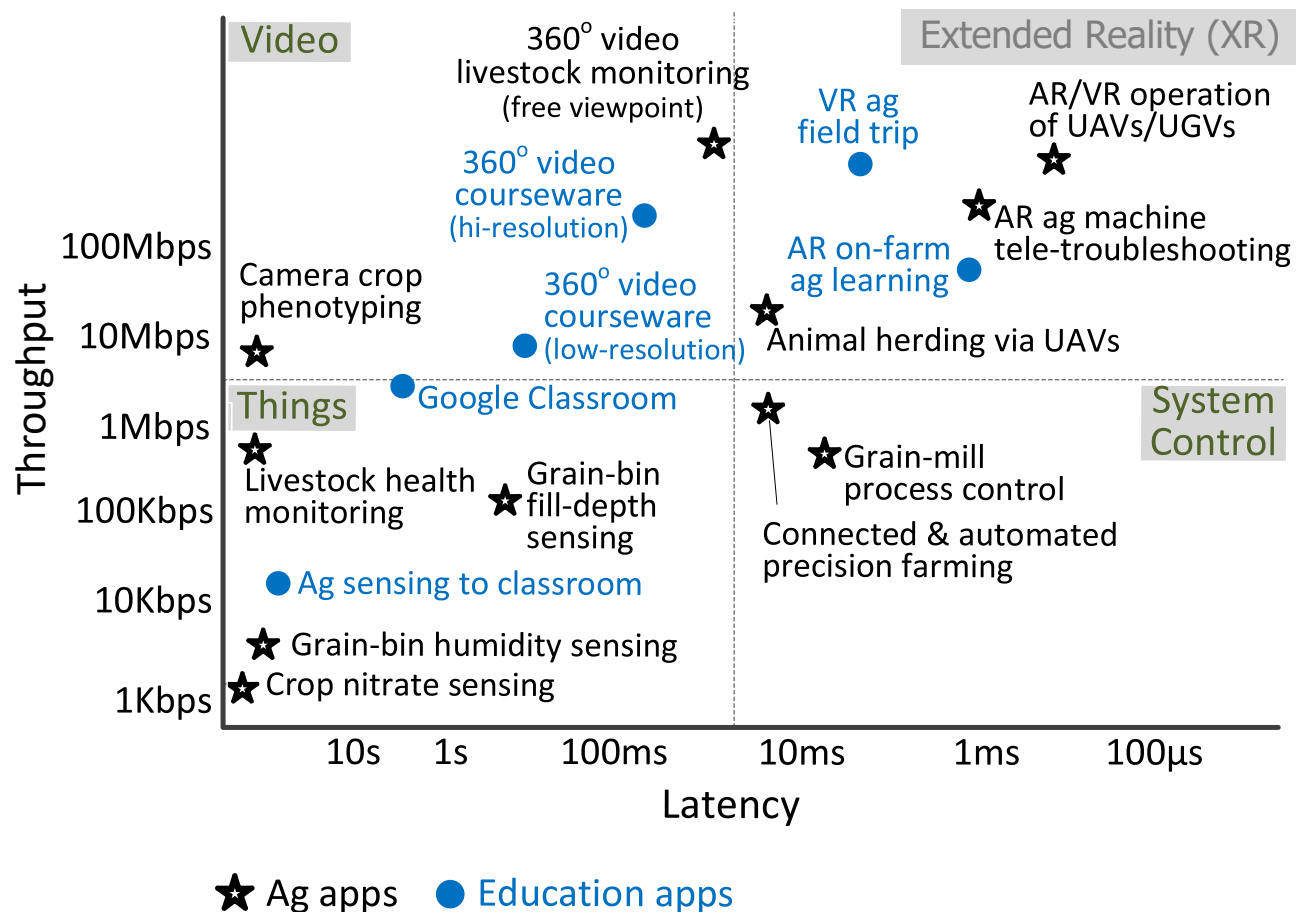 Video
Extended Reality (XR)
360° video
livestock monitoring
(free viewpoint)
VR ag
field trip
AR/VR operation
of UAVs/UGVs
360° video
courseware
(hi-resolution)
AR ag machine
tele-troubleshooting
AR on-farm
ag learning
Camera crop
phenotyping
360° video
courseware
(low-resolution)
Animal herding via UAVs
Throughput
100Mbps
10Mbps
1Mbps
100Kbps
10Kbps
1Kbps
Things
Google Classroom
System
Control
Livestock health
monitoring
Grain-bin
fill-depth
sensing
Grain-mill
process control
Connected & automated
precision farming
Ag sensing to classroom
Grain-bin humidity sensing
Crop nitrate sensing
10s 1s 100ms 10ms 1ms 100µs
Latency
Ag apps Education apps